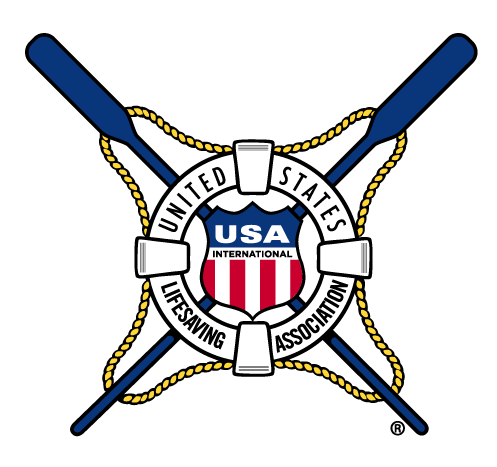 UNITED STATES
USA
INTERNATIONAL
LIFESAVING ASSOCIATION
®